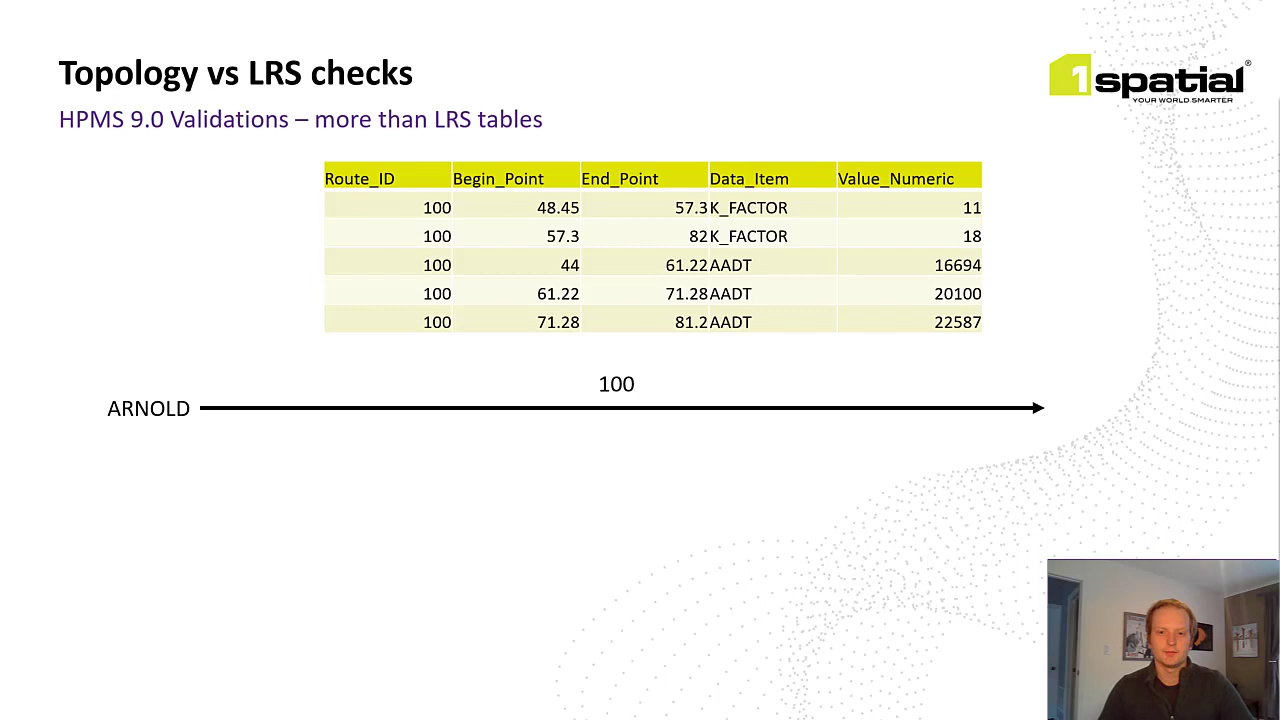 Topology vs LRS checks
HPMS 9.0 Validations – more than LRS tables
1spatial®
YOUR WORLD SMARTER
Route_ID Begin_Point End_Point Data_Item Value_Numeric
100 48.45 57.3 K_FACTOR 11
100 57.3 82 K_FACTOR 18
100 44 61.22 AADT 16694
100 61.22 71.28 AADT 20100
100 71.28 81.2 AADT 22587
100
ARNOLD